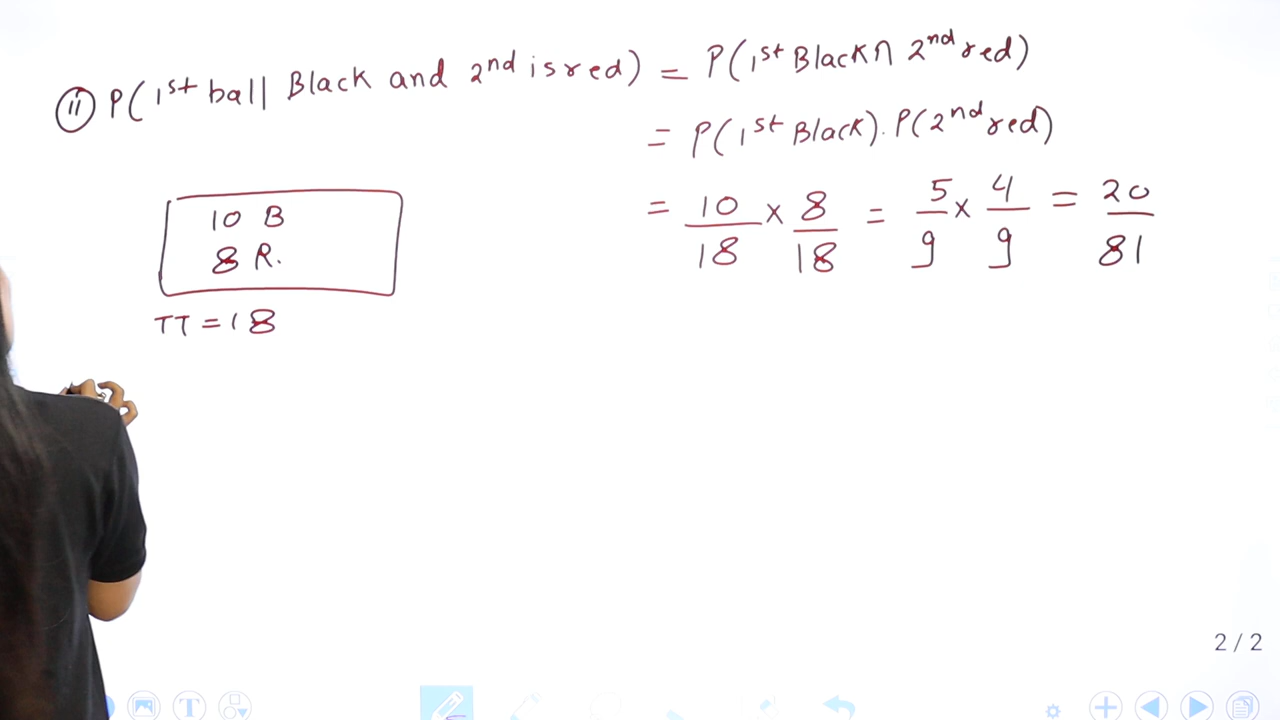 (ii) P(1st ball Black and 2nd is red) = P(1st Black ∩ 2nd red)
= P(1st Black). P(2nd red)
= 10/18 × 8/18 = 5/9 × 4/9 = 20/81
10 B
8 R.
TT = 18
2 / 2
T